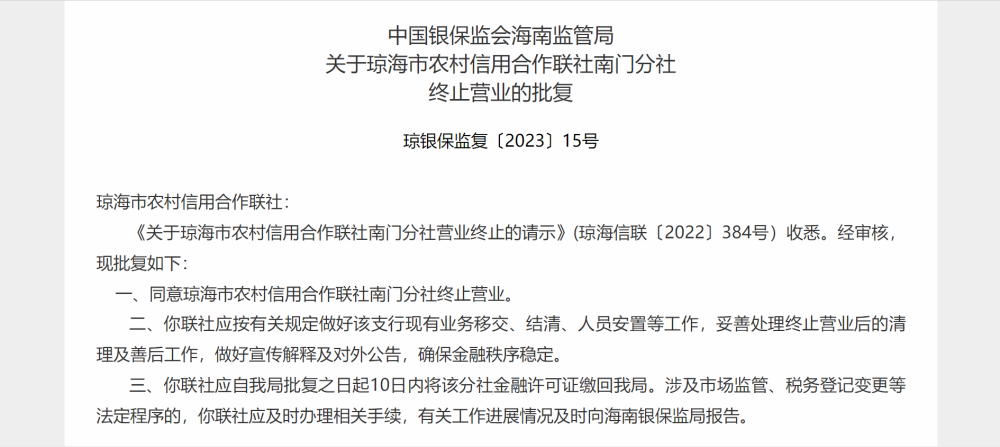 中国银保监会海南监管局
关于琼海市农村信用合作联社南门分社
终止营业的批复
琼银保监复〔2023〕15号
琼海市农村信用合作联社：
《关于琼海市农村信用合作联社南门分社营业终止的请示》(琼海信联〔2022〕384号）收悉。经审核，
现批复如下：
一、同意琼海市农村信用合作联社南门分社终止营业。
二、你联社应按有关规定做好该支行现有业务移交、结清、人员安置等工作，妥善处理终止营业后的清
理及善后工作，做好宣传解释及对外公告，确保金融秩序稳定。
三、你联社应自我局批复之日起10日内将该分社金融许可证缴回我局。涉及市场监管、税务登记变更等
法定程序的，你联社应及时办理相关手续，有关工作进展情况及时向海南银保监局报告。